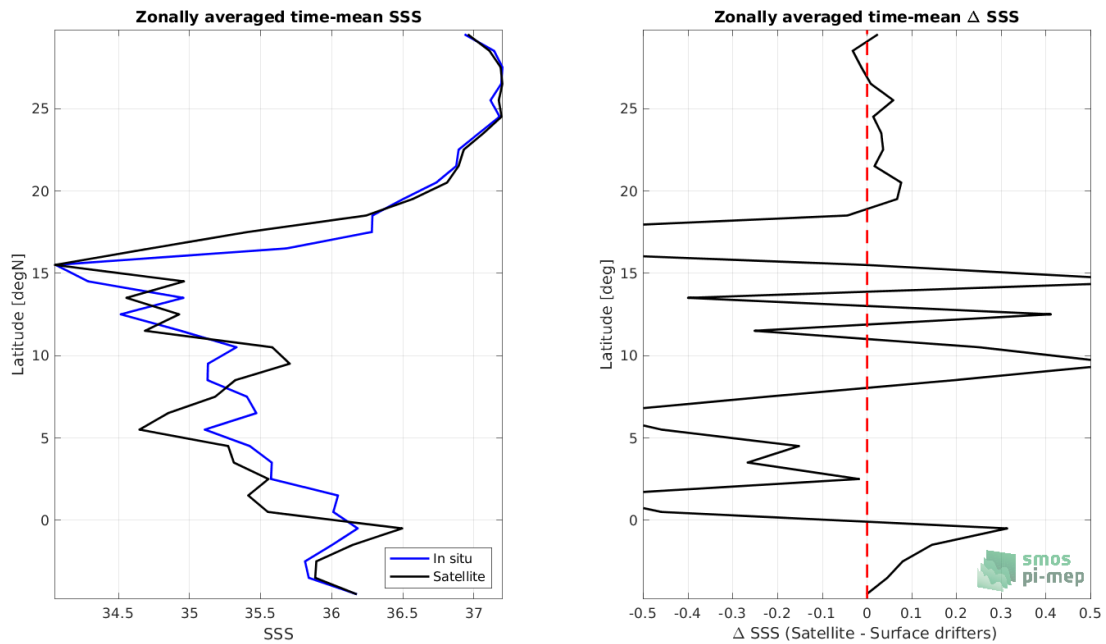 Zonally averaged time-mean SSS
Latitude [degN]
25
20
15
10
5
0
34.5
35
35.5
36
36.5
37
SSS
In situ
Satellite
Zonally averaged time-mean Δ SSS
Latitude [deg]
25
20
15
10
5
0
-0.5
-0.4
-0.3
-0.2
-0.1
0
0.1
0.2
0.3
0.4
0.5
Δ SSS (Satellite - Surface drifters)
smos
pi-mep